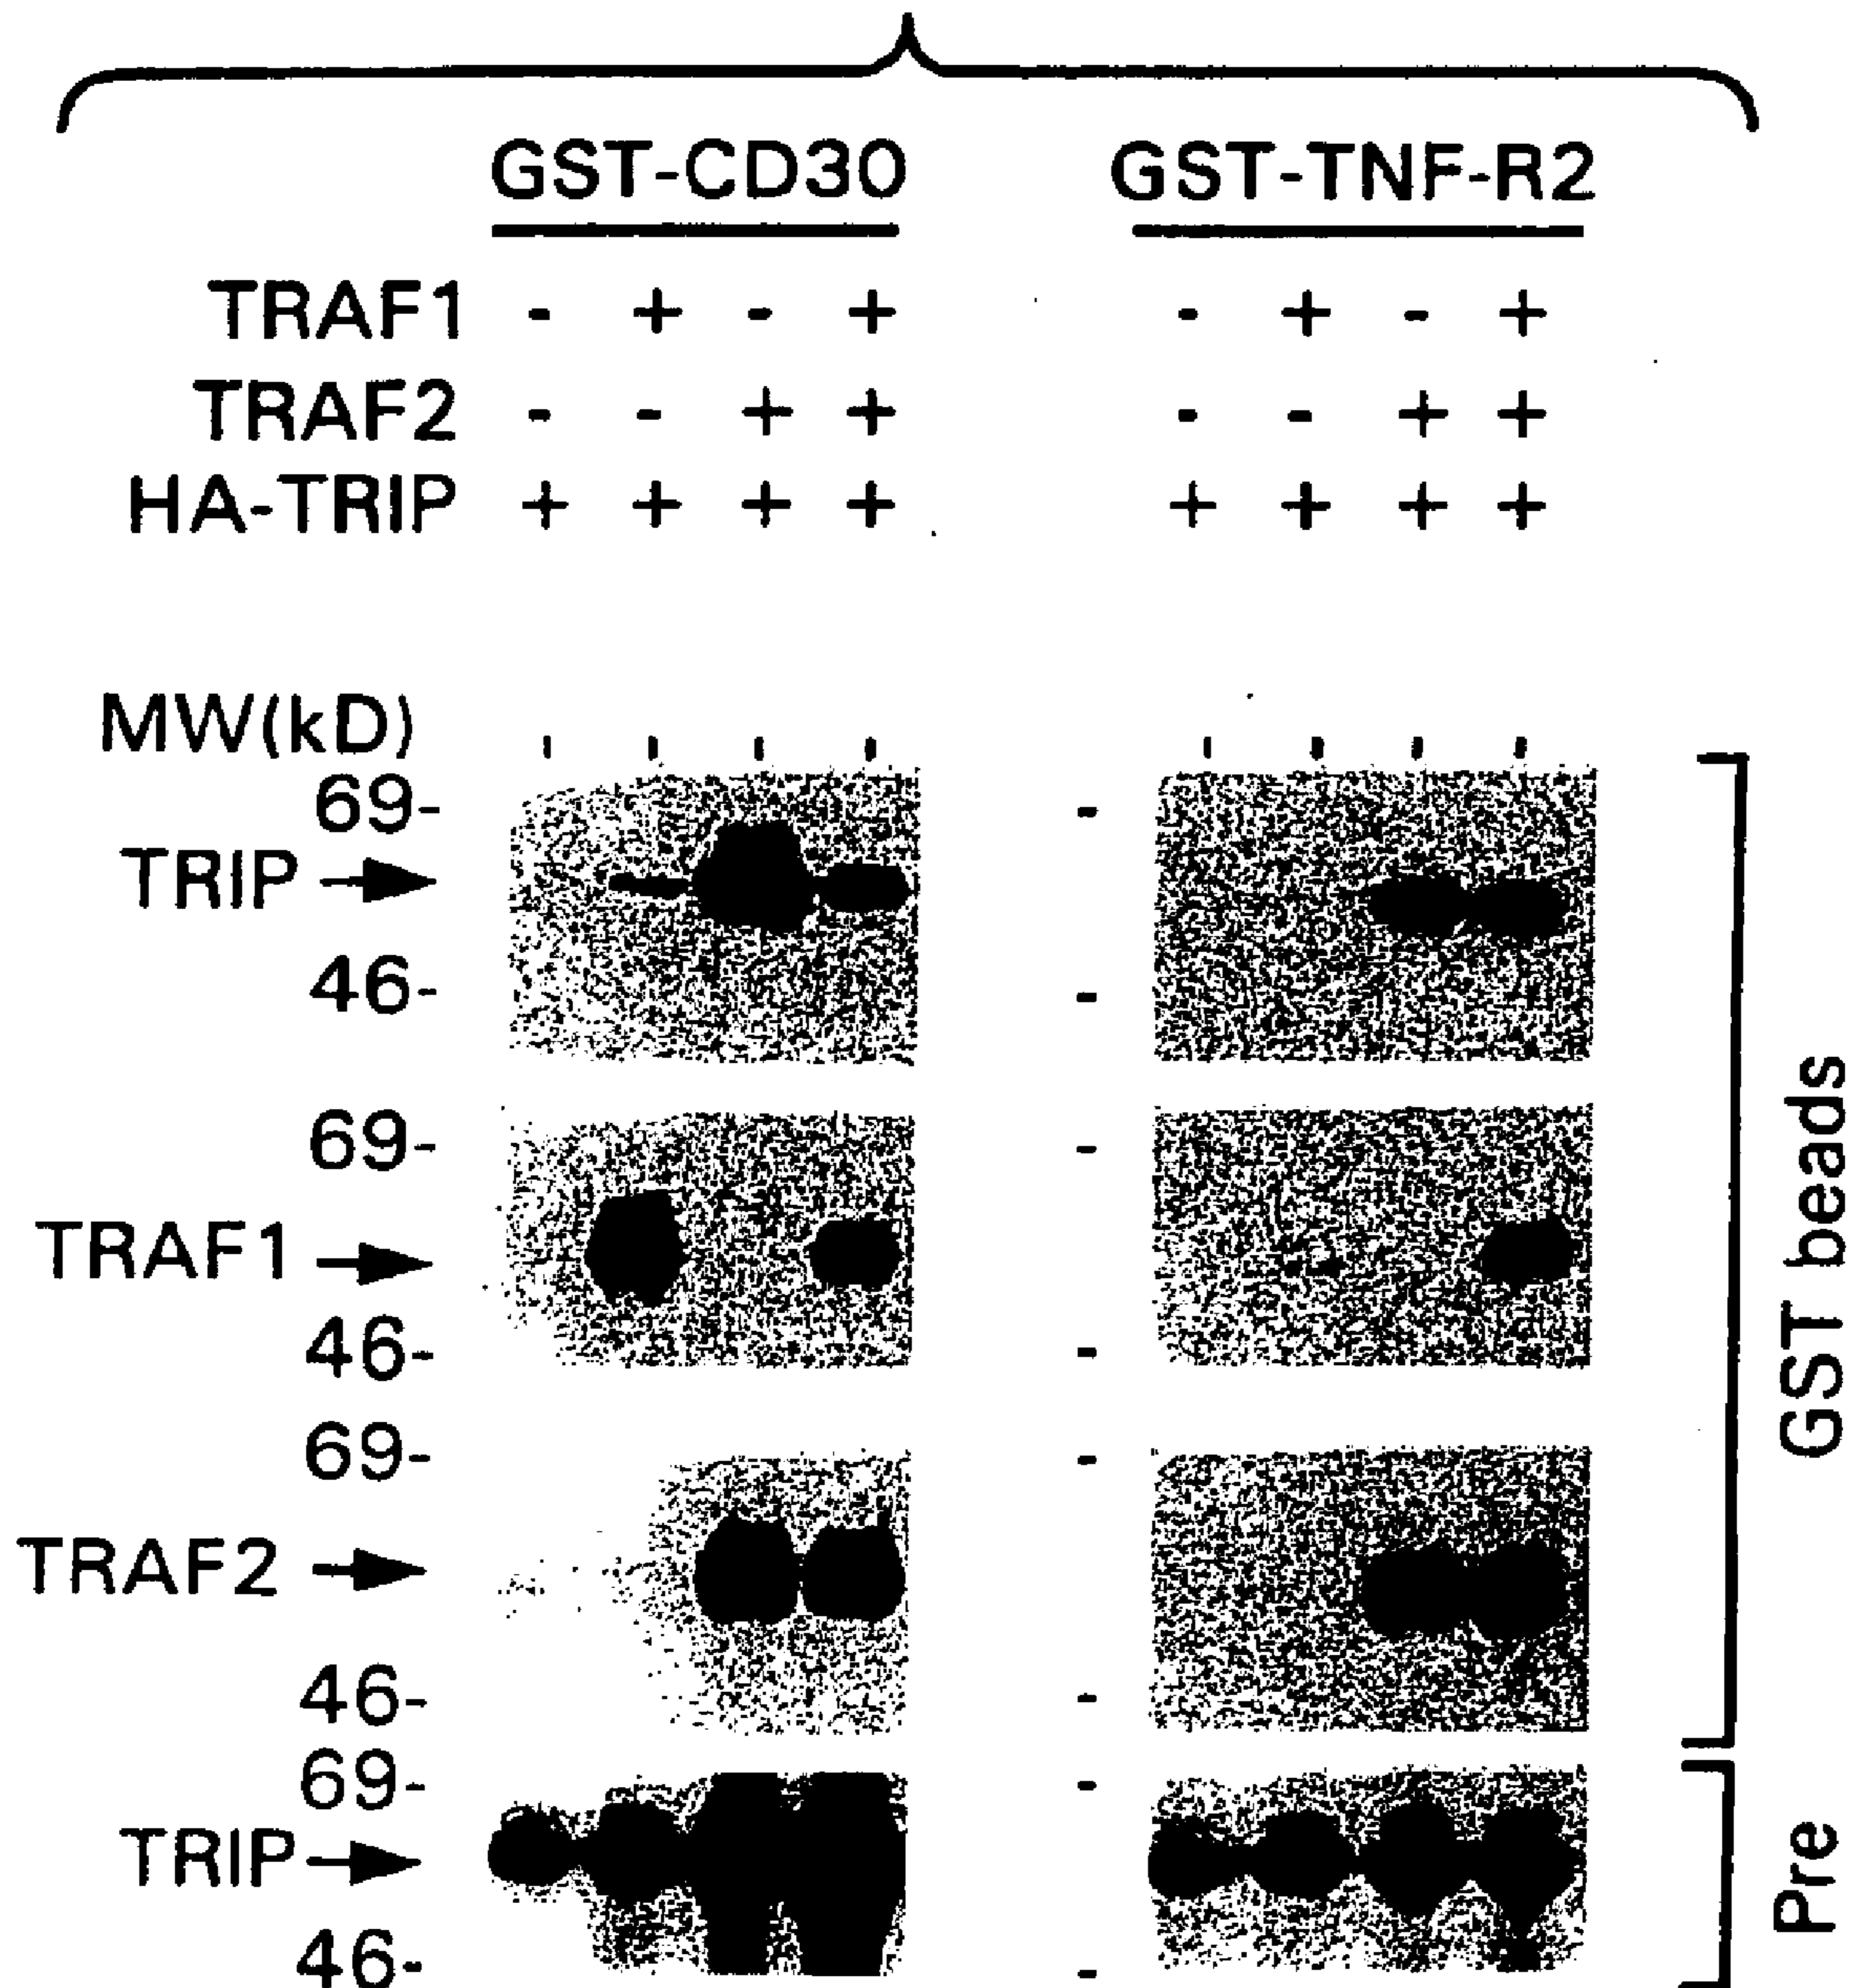 GST-CD30 GST-TNF-R2
TRAF1 - + - + - + - +
TRAF2 - - + + - - + +
HA-TRIP + + + + + + + +
MW(kD)
69-
TRIP
46-
69-
TRAF1
46-
69-
TRAF2
46-
69-
TRIP
46-
GST beads
Pre